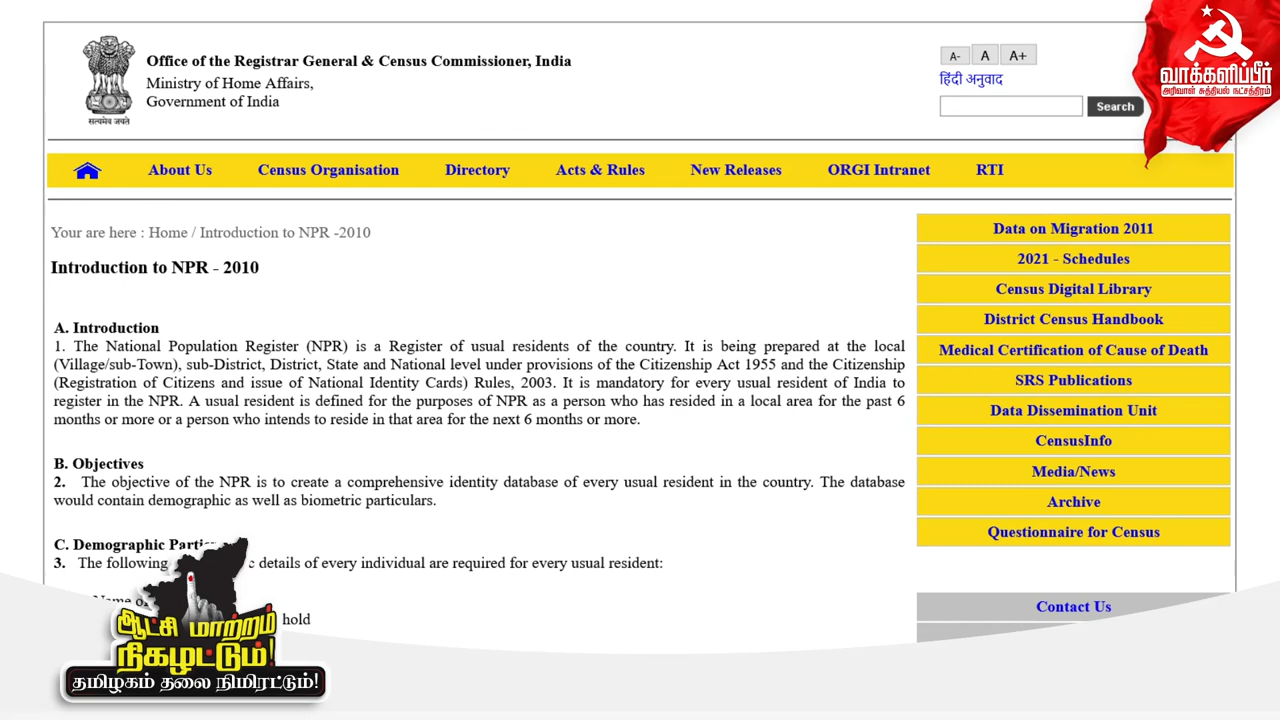 Office of the Registrar General & Census Commissioner, India
Ministry of Home Affairs,
Government of India
सत्यमेव जयते
A- A A+
हिंदी अनुवाद
Search
வாக்களிப்பீர்
அரிவாள் சுத்தியல் நட்சத்திரம்
About Us Census Organisation Directory Acts & Rules New Releases ORGI Intranet RTI
Your are here : Home / Introduction to NPR -2010
Introduction to NPR - 2010
A. Introduction
1. The National Population Register (NPR) is a Register of usual residents of the country. It is being prepared at the local
(Village/sub-Town), sub-District, District, State and National level under provisions of the Citizenship Act 1955 and the Citizenship
(Registration of Citizens and issue of National Identity Cards) Rules, 2003. It is mandatory for every usual resident of India to
register in the NPR. A usual resident is defined for the purposes of NPR as a person who has resided in a local area for the past 6
months or more or a person who intends to reside in that area for the next 6 months or more.
B. Objectives
2. The objective of the NPR is to create a comprehensive identity database of every usual resident in the country. The database
would contain demographic as well as biometric particulars.
C. Demographic
3. The following details of every individual are required for every usual resident:
Name of
hold
Data on Migration 2011
2021 - Schedules
Census Digital Library
District Census Handbook
Medical Certification of Cause of Death
SRS Publications
Data Dissemination Unit
CensusInfo
Media/News
Archive
Questionnaire for Census
Contact Us
ஆட்சி மாற்றம்
நிகழட்டும்!
தமிழகம் தலை நிமிரட்டும்!